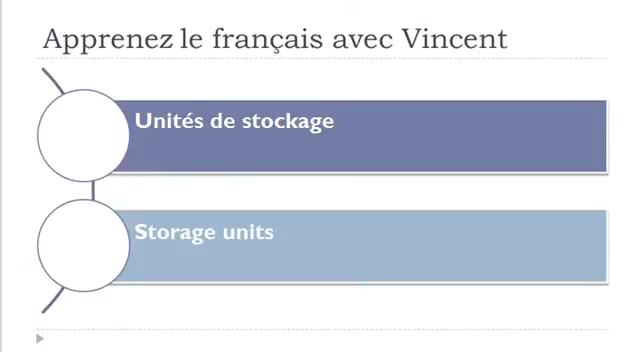 Apprenez le français avec Vincent
Unités de stockage
Storage units